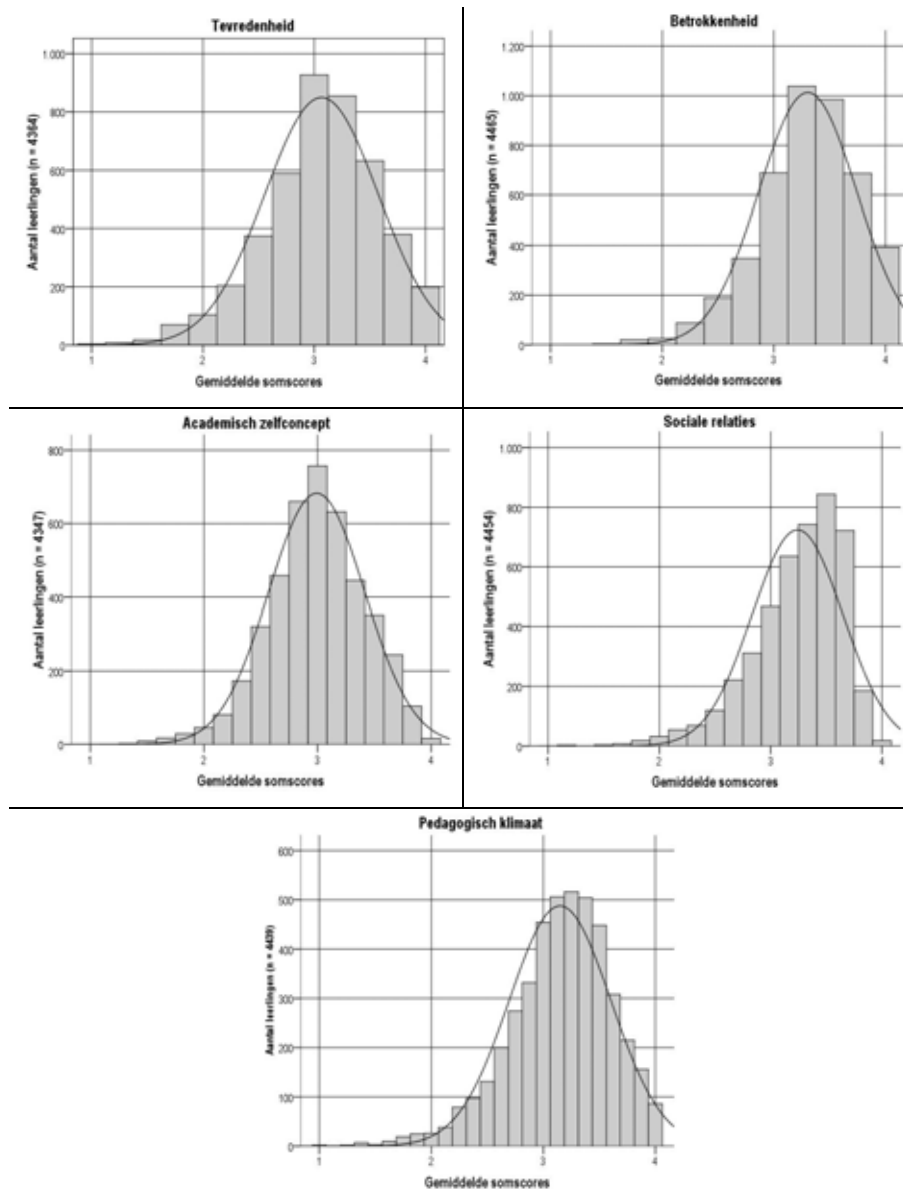 Tevredenheid
Aantal leerlingen (n = 4364)
1.000
800
600
400
200
0
1 2 3 4
Gemiddelde somscores
Betrokkenheid
Aantal leerlingen (n = 4465)
1.200
1.000
800
600
400
200
0
1 2 3 4
Gemiddelde somscores
Academisch zelfconcept
Aantal leerlingen (n = 4347)
800
600
400
200
0
1 2 3 4
Gemiddelde somscores
Sociale relaties
Aantal leerlingen (n = 4454)
1.000
800
600
400
200
0
1 2 3 4
Gemiddelde somscores
Pedagogisch klimaat
Aantal leerlingen (n = 4439)
600
500
400
300
200
100
0
1 2 3 4
Gemiddelde somscores